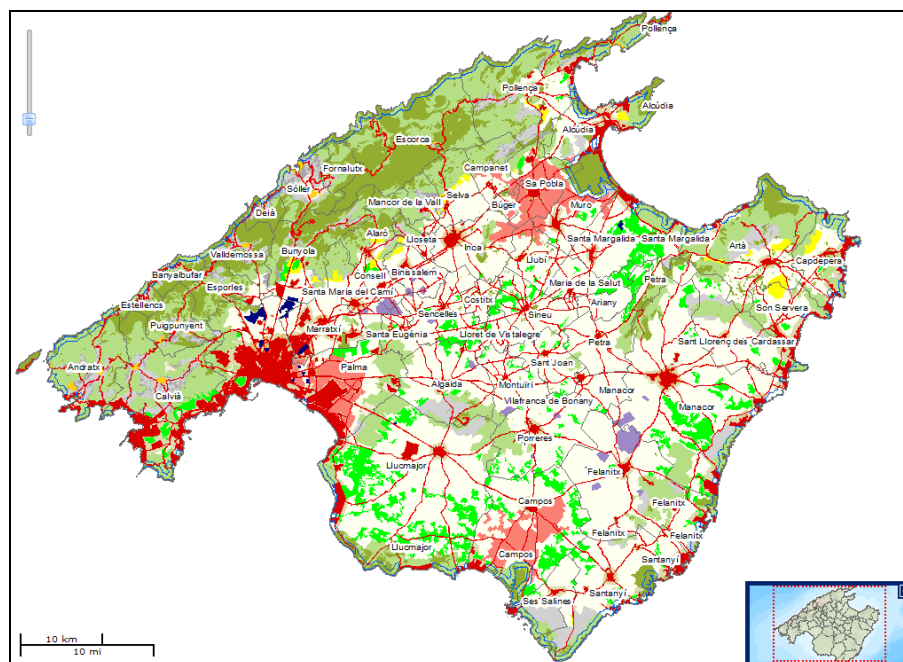 Pollença
Pollença
Alcúdia
Alcúdia
Escorca
Fornalutx
Campanet
Sóller
Sa Pobla
Mancor de la Vall
Selva
Búger
Muro
Deià
Alaró
Lloseta
Inca
Santa Margalida
Santa Margalida
Artà
Valldemossa
Bunyola
Llubí
Capdepera
Banyalbufar
Consell
Binissalem
Maria de la Salut
Petra
Esporles
Santa Maria del Camí
Costitx
Ariany
Son Servera
Estellencs
Sencelles
Sineu
Puigpunyent
Marratxí
Santa Eugènia
Lloret de Vistalegre
Petra
Sant Llorenç des Cardassar
Andratx
Palma
Sant Joan
Algaida
Montuïri
Manacor
Calvià
Vilafranca de Bonany
Manacor
Porreres
Llucmajor
Felanitx
Campos
Felanitx
Llucmajor
Campos
Felanitx
Felanitx
Santanyí
Ses Salines
Santanyí
10 km
10 mi